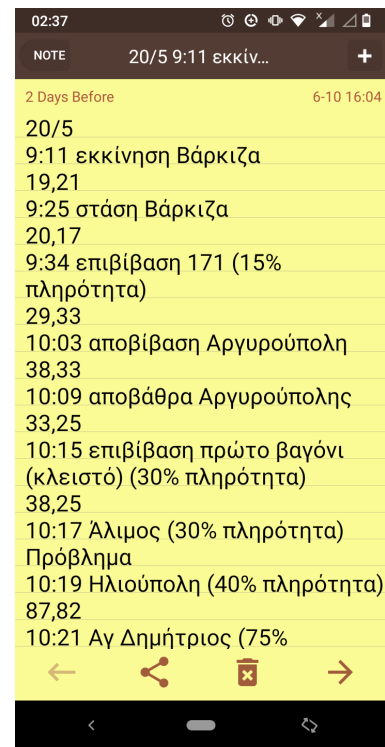 02:37
NOTE
20/5 9:11 εκκίν...
2 Days Before
6-10 16:04
20/5
9:11 εκκίνηση Βάρκιζα
19,21
9:25 στάση Βάρκιζα
20,17
9:34 επιβίβαση 171 (15%
πληρότητα)
29,33
10:03 αποβίβαση Αργυρούπολη
38,33
10:09 αποβάθρα Αργυρούπολης
33,25
10:15 επιβίβαση πρώτο βαγόνι
(κλειστό) (30% πληρότητα)
38,25
10:17 Άλιμος (30% πληρότητα)
Πρόβλημα
10:19 Ηλιούπολη (40% πληρότητα)
87,82
10:21 Αγ Δημήτριος (75%